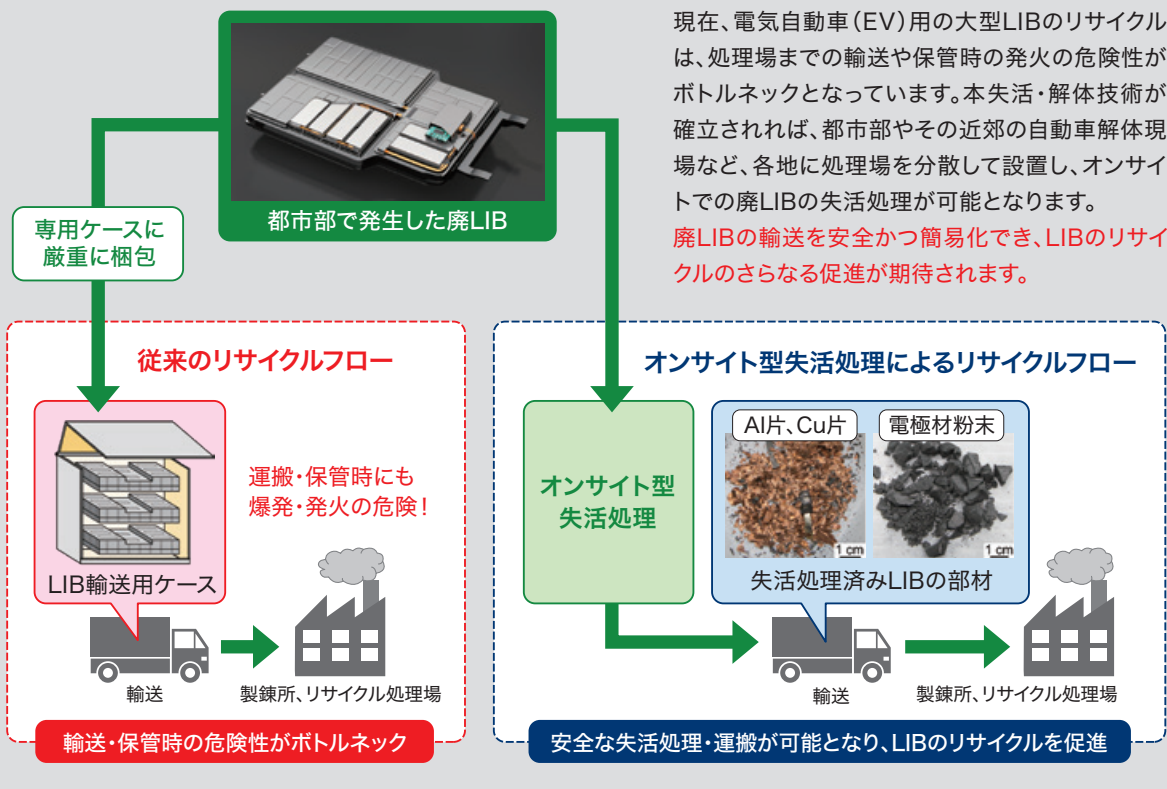 現在、電気自動車（EV）用の大型LIBのリサイクル
は、処理場までの輸送や保管時の発火の危険性が
ボトルネックとなっています。本失活・解体技術が
確立されれば、都市部やその近郊の自動車解体現
場など、各地に処理場を分散して設置し、オンサイ
トでの廃LIBの失活処理が可能となります。
廃LIBの輸送を安全かつ簡易化でき、LIBのリサイ
クルのさらなる促進が期待されます。
都市部で発生した廃LIB
専用ケースに
厳重に梱包
従来のリサイクルフロー
運搬・保管時にも
爆発・発火の危険！
LIB輸送用ケース
輸送
製錬所、リサイクル処理場
輸送・保管時の危険性がボトルネック
オンサイト型失活処理によるリサイクルフロー
オンサイト型
失活処理
Al片、Cu片
電極材粉末
1 cm
1 cm
失活処理済みLIBの部材
輸送
製錬所、リサイクル処理場
安全な失活処理・運搬が可能となり、LIBのリサイクルを促進